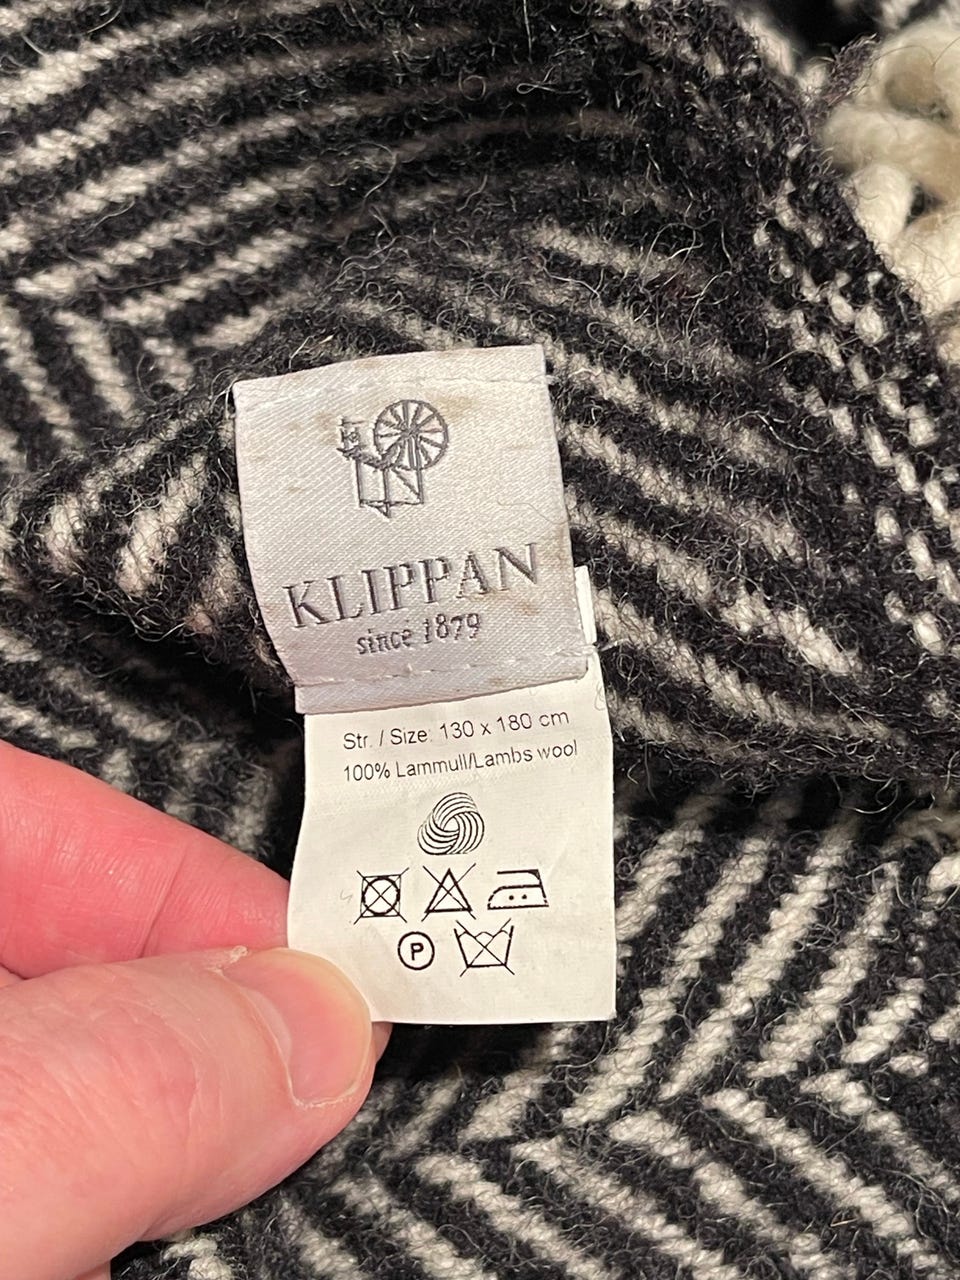 KLIPPAN
since 1879
Str. / Size: 130 x 180 cm
100% Lammull/Lambs wool
P